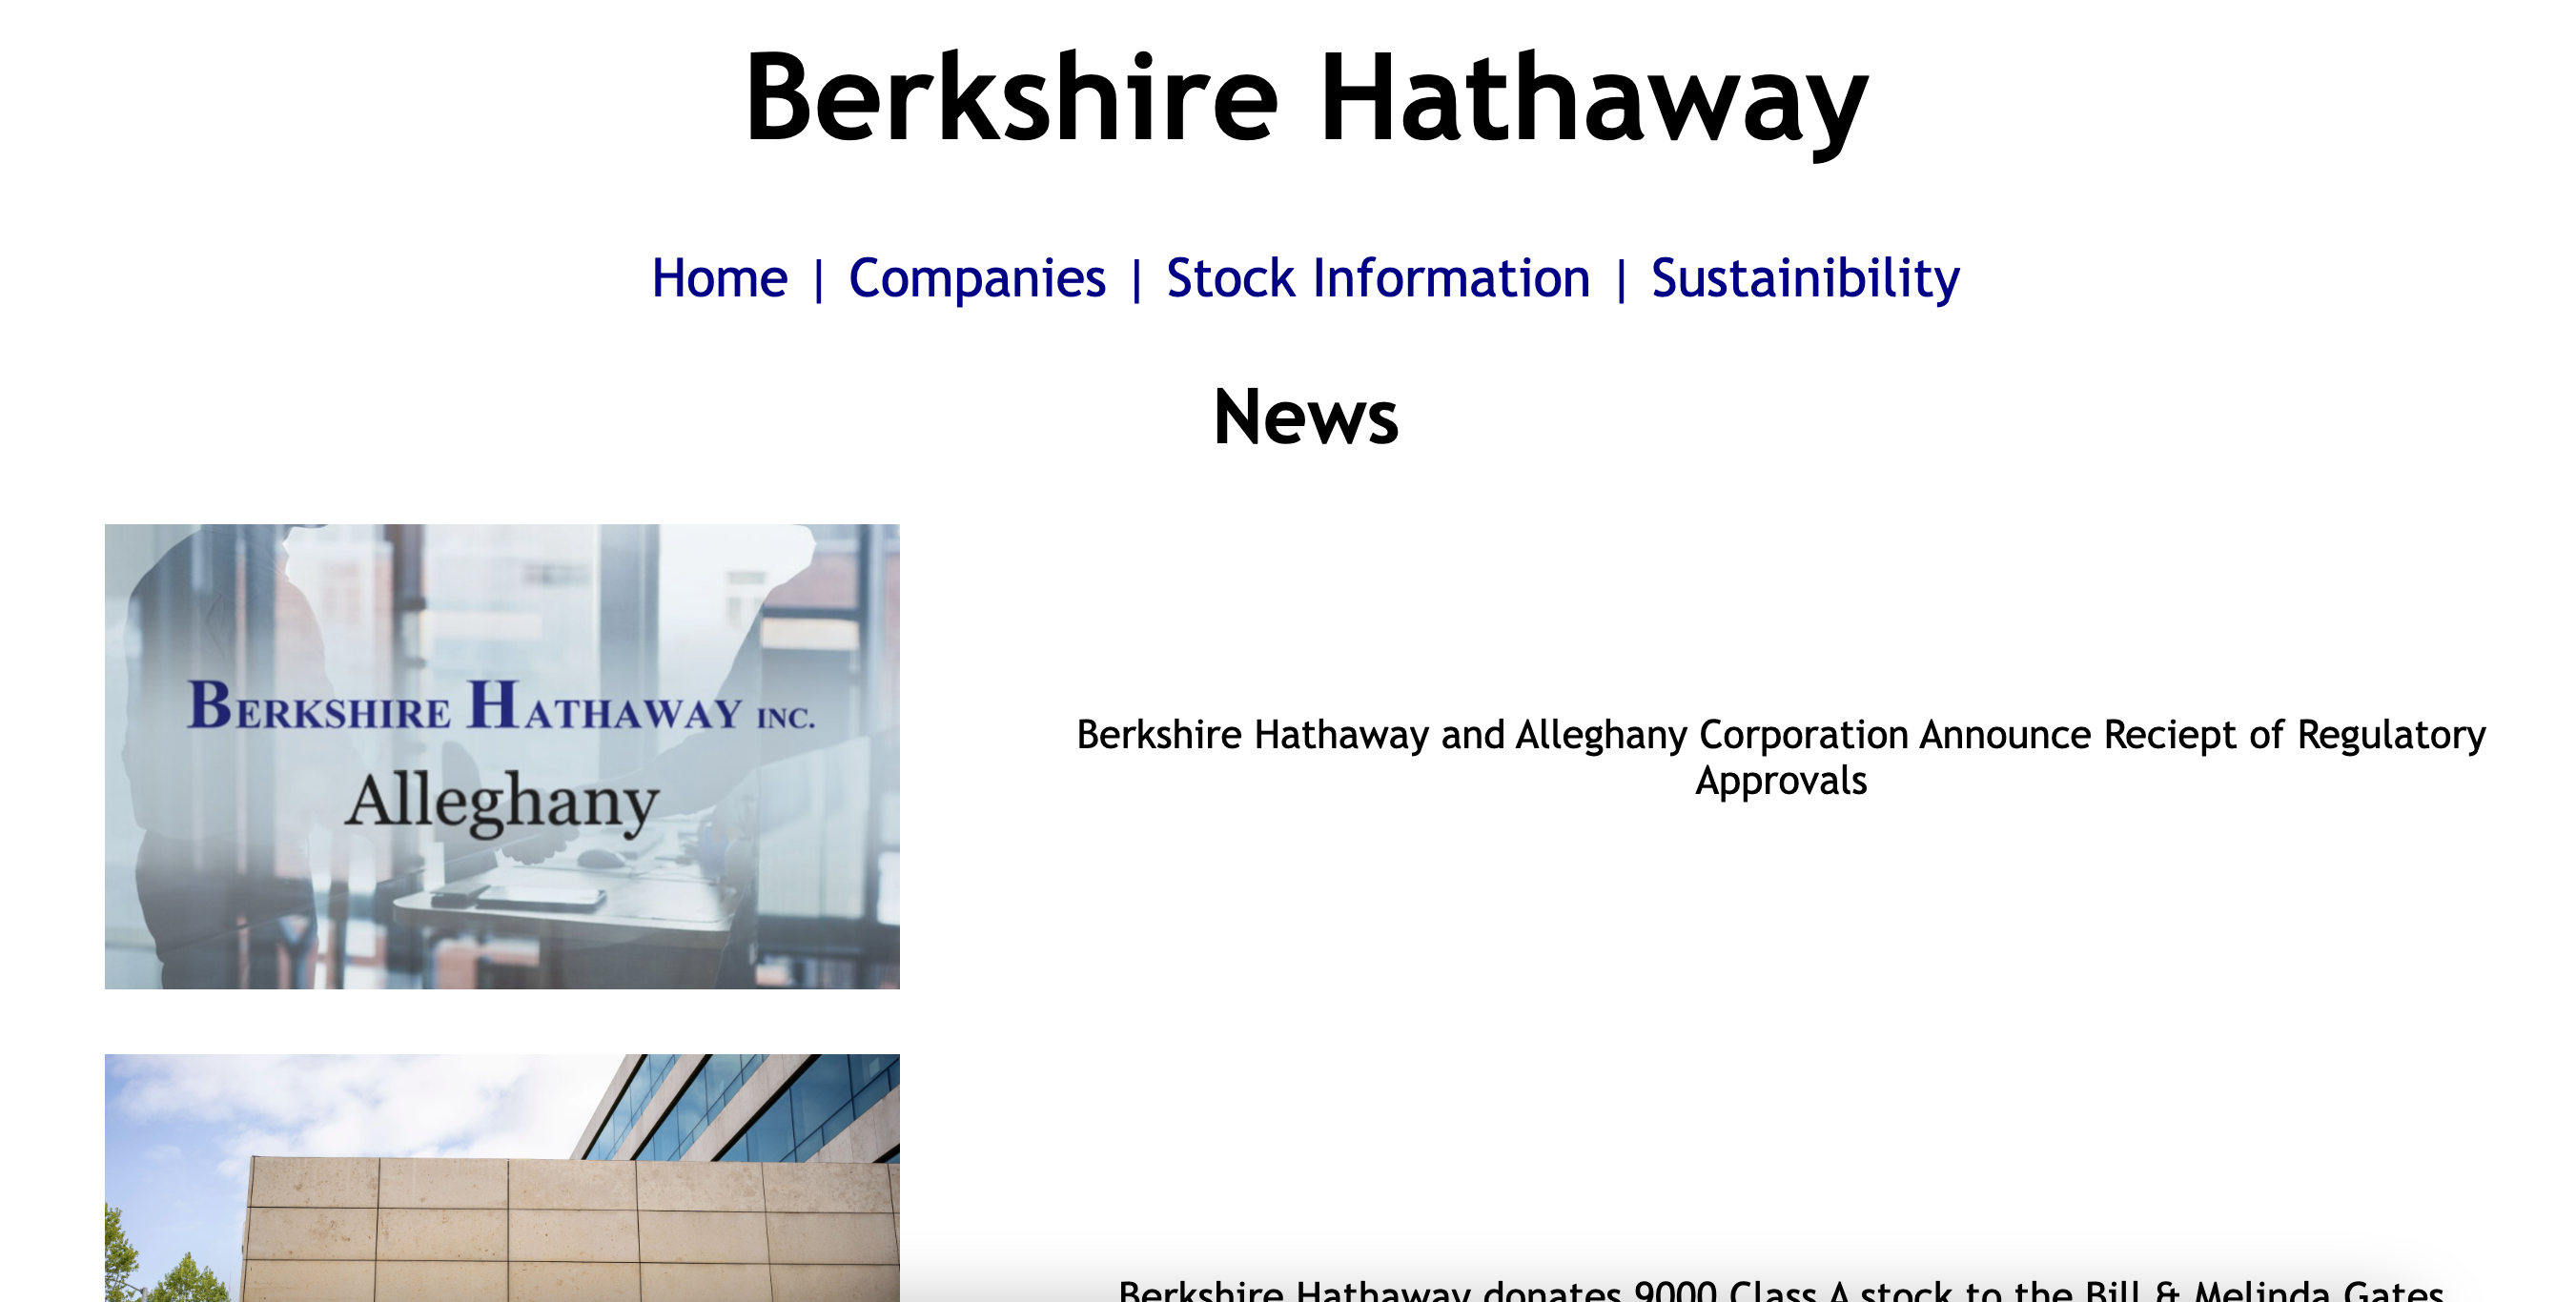 Berkshire Hathaway
Home | Companies | Stock Information | Sustainibility
News
BERKSHIRE HATHAWAY INC.
Alleghany
Berkshire Hathaway and Alleghany Corporation Announce Reciept of Regulatory
Approvals
Berkshire Hathaway donates 9000 Class A stock to the Bill & Melinda Gates